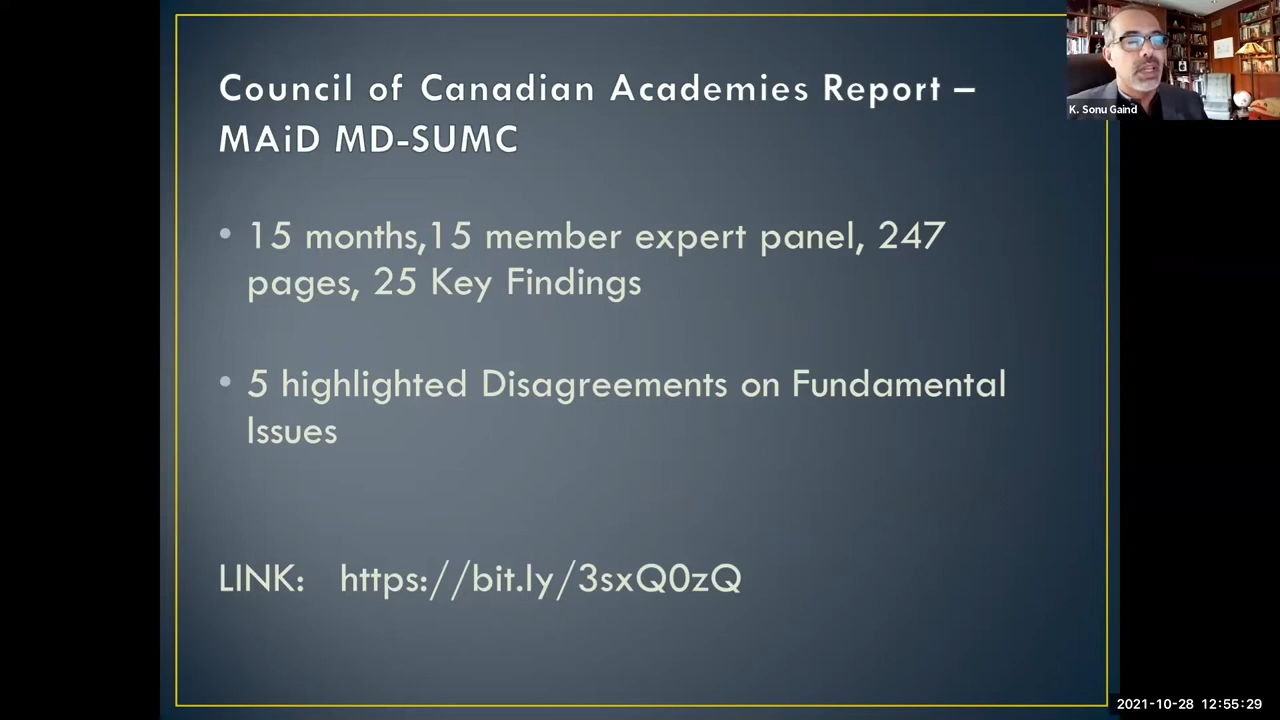 Council of Canadian Academies Report –
MAiD MD-SUMC
• 15 months,15 member expert panel, 247
pages, 25 Key Findings
• 5 highlighted Disagreements on Fundamental
Issues
LINK: https://bit.ly/3sxQ0zQ
K. Sonu Gaind
2021-10-28 12:55:29